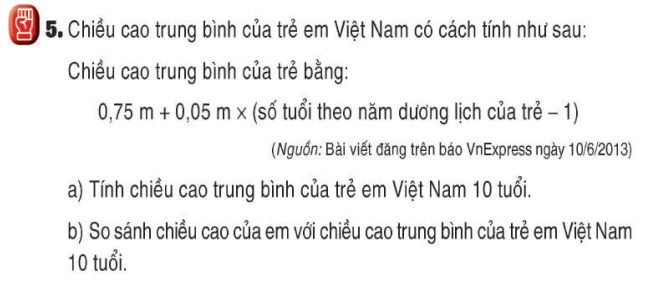 5. Chiều cao trung bình của trẻ em Việt Nam có cách tính như sau:
Chiều cao trung bình của trẻ bằng:
0,75 m + 0,05 m × (số tuổi theo năm dương lịch của trẻ – 1)
(Nguồn: Bài viết đăng trên báo VnExpress ngày 10/6/2013)
a) Tính chiều cao trung bình của trẻ em Việt Nam 10 tuổi.
b) So sánh chiều cao của em với chiều cao trung bình của trẻ em Việt Nam
10 tuổi.